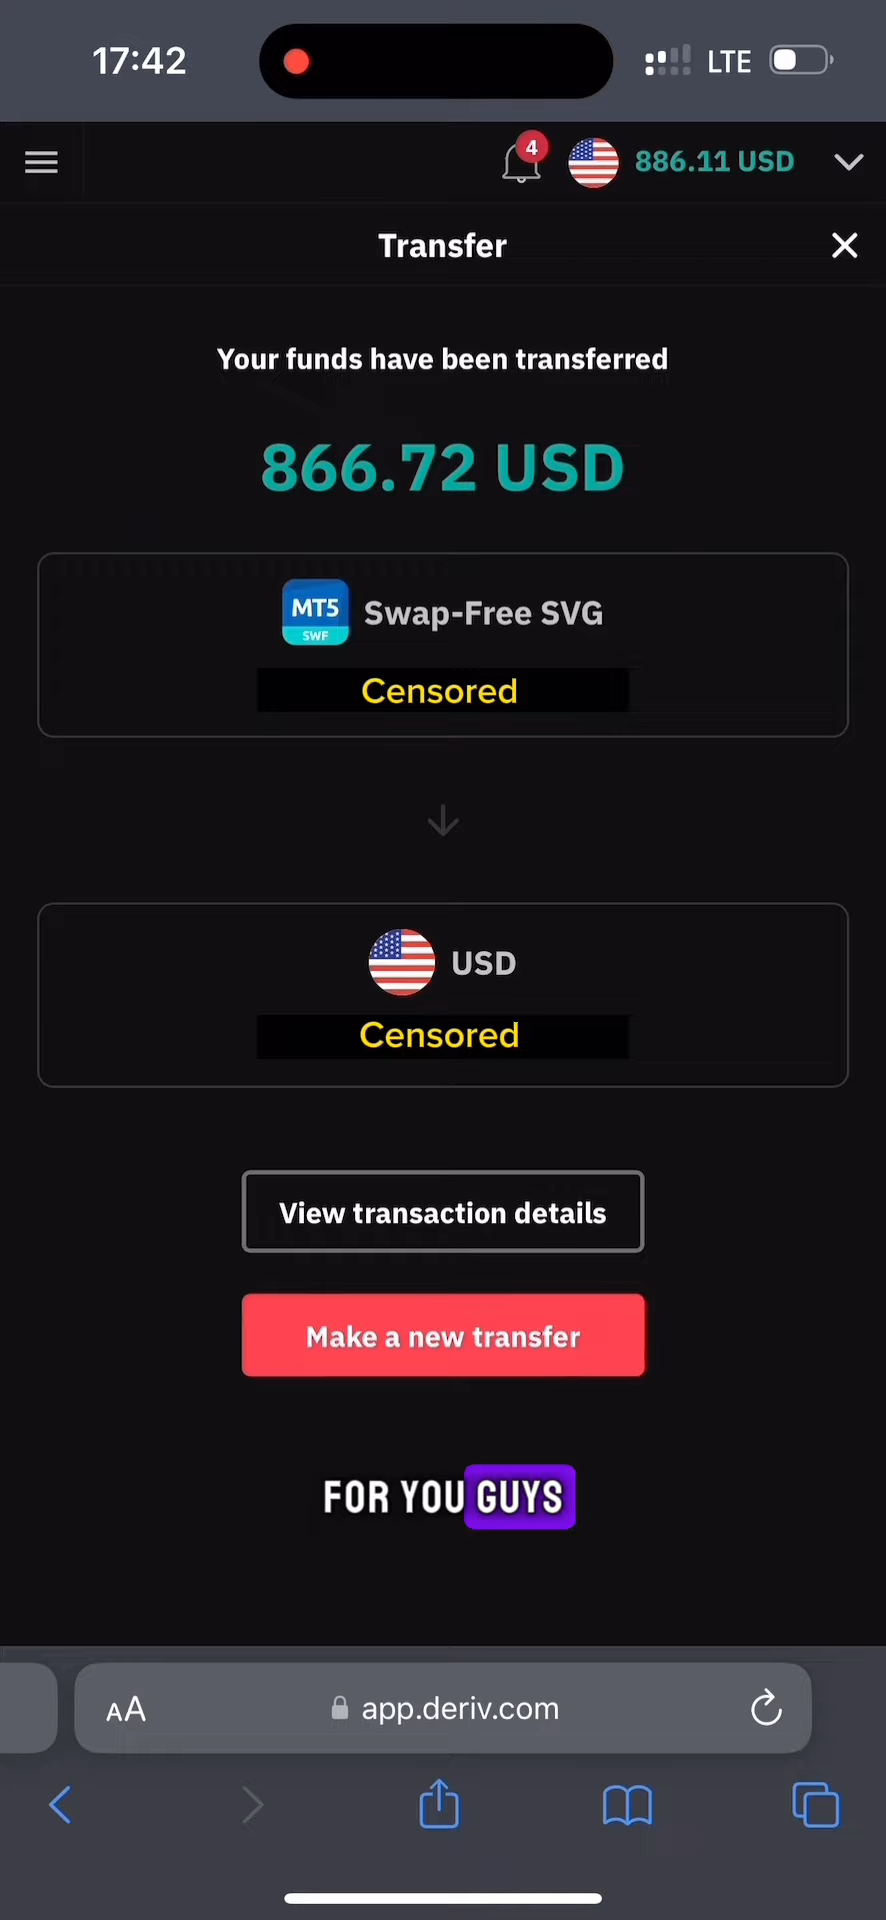 17:42
LTE
4
886.11 USD
Transfer
Your funds have been transferred
866.72 USD
MT5
SWF
Swap-Free SVG
Censored
USD
Censored
View transaction details
Make a new transfer
FOR YOU GUYS
AA
app.deriv.com